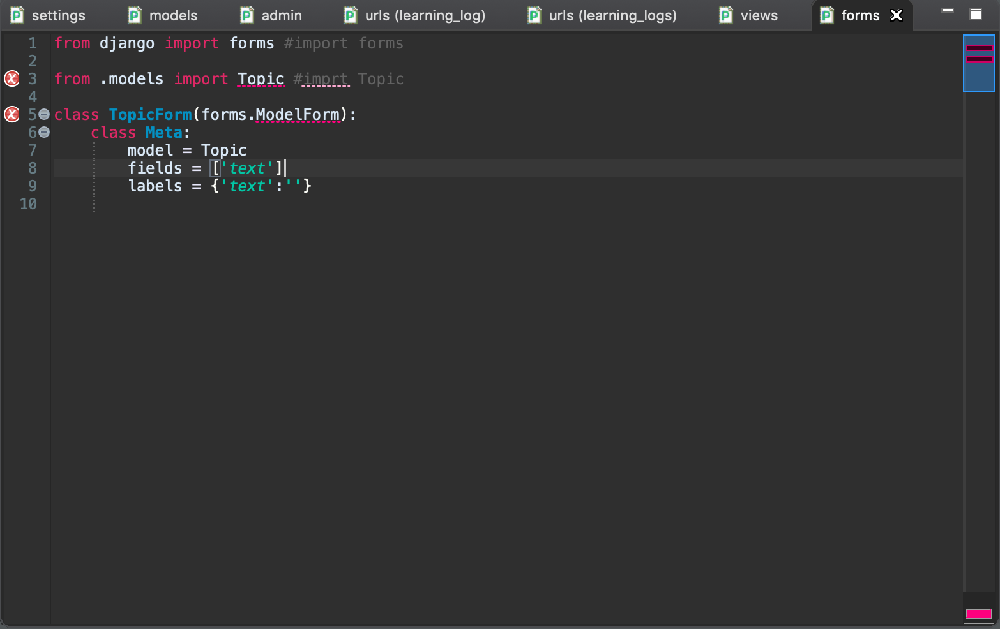 settings models admin urls (learning_log) urls (learning_logs) views forms
1 from django import forms #import forms
2
3 from .models import Topic #imprt Topic
4
5 class TopicForm(forms.ModelForm):
6     class Meta:
7         model = Topic
8         fields = ['text']
9         labels = {'text':''}
10